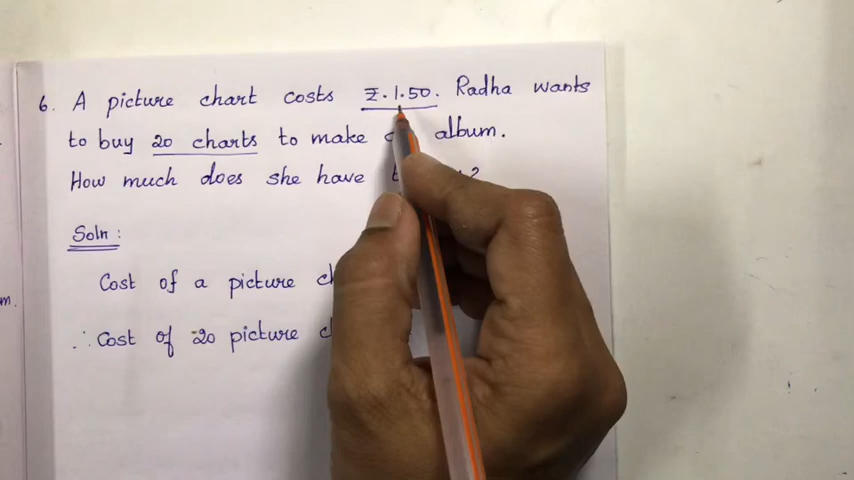 6. A picture chart costs ₹.1.50. Radha wants
to buy 20 charts to make album.
How much does she have
Soln :
Cost of a picture
∴ Cost of 20 picture
m.